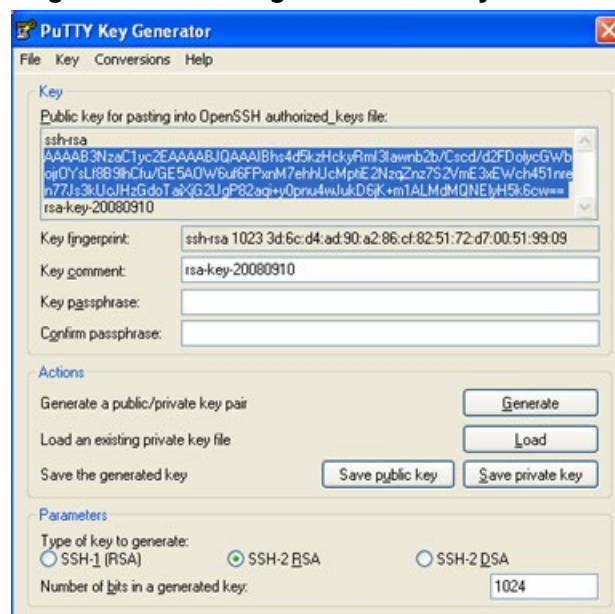 PuTTY Key Generator
File Key Conversions Help
Key
Public key for pasting into OpenSSH authorized_keys file:
ssh-rsa
rsa-key-20080910
Key fingerprint: ssh-rsa 1023 3d:6c:d4:ad:90:a2:86:cf:82:51:72:d7:00:51:99:09
Key comment: rsa-key-20080910
Key passphrase:
Confirm passphrase:
Actions
Generate a public/private key pair Generate
Load an existing private key file Load
Save the generated key Save public key Save private key
Parameters
Type of key to generate:
SSH-1 (RSA) SSH-2 RSA SSH-2 DSA
Number of bits in a generated key: 1024